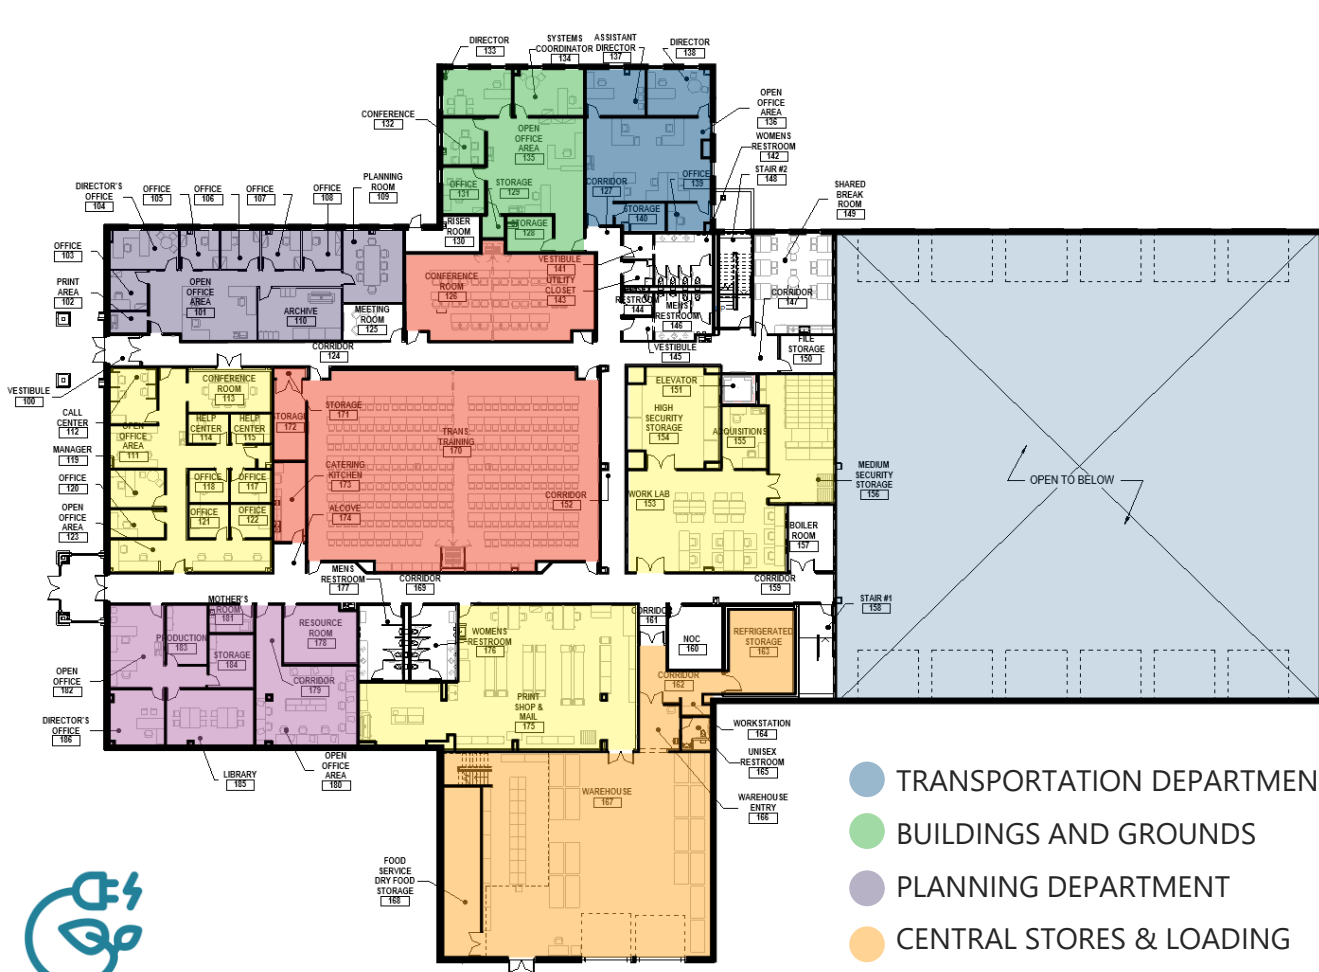 DIRECTOR
133
SYSTEMS
COORDINATOR
134
ASSISTANT
DIRECTOR
137
DIRECTOR
138
CONFERENCE
132
OPEN
OFFICE
AREA
135
OPEN
OFFICE
AREA
136
WOMENS
RESTROOM
142
STAIR #2
148
OFFICE
131
STORAGE
129
STORAGE
128
CORRIDOR
127
OFFICE
139
STORAGE
140
SHARED
BREAK
ROOM
149
PLANNING
ROOM
109
DIRECTOR'S
OFFICE
104
OFFICE
105
OFFICE
106
OFFICE
107
OFFICE
108
RISER
ROOM
130
OFFICE
103
PRINT
AREA
102
OPEN
OFFICE
AREA
101
ARCHIVE
110
MEETING
ROOM
125
CONFERENCE
ROOM
126
VESTIBULE
141
UTILITY
CLOSET
143
RESTROOM
144
MENS
RESTROOM
146
VESTIBULE
145
CORRIDOR
147
FILE
STORAGE
150
CORRIDOR
124
VESTIBULE
100
CALL
CENTER
112
CONFERENCE
ROOM
113
OPEN
OFFICE
AREA
111
HELP
CENTER
114
HELP
CENTER
115
MANAGER
119
OFFICE
120
OFFICE
118
OFFICE
117
OFFICE
121
OFFICE
122
OPEN
OFFICE
AREA
123
STORAGE
171
STORAGE
172
CATERING
KITCHEN
173
ALCOVE
174
TRANS
TRAINING
170
CORRIDOR
152
ELEVATOR
151
HIGH
SECURITY
STORAGE
154
ACQUISITIONS
155
WORK LAB
153
MEDIUM
SECURITY
STORAGE
156
BOILER
ROOM
157
OPEN TO BELOW
MENS
RESTROOM
177
CORRIDOR
169
CORRIDOR
159
STAIR #1
158
MOTHER'S
ROOM
181
PRODUCTION
183
STORAGE
184
RESOURCE
ROOM
178
CORRIDOR
179
OPEN
OFFICE
182
DIRECTOR'S
OFFICE
186
LIBRARY
185
OPEN
OFFICE
AREA
180
WOMENS
RESTROOM
176
PRINT
SHOP &
MAIL
175
CORRIDOR
161
NOC
160
REFRIGERATED
STORAGE
163
CORRIDOR
162
WORKSTATION
164
UNISEX
RESTROOM
165
WAREHOUSE
ENTRY
166
WAREHOUSE
167
FOOD
SERVICE
DRY FOOD
STORAGE
168
TRANSPORTATION DEPARTMEN
BUILDINGS AND GROUNDS
PLANNING DEPARTMENT
CENTRAL STORES & LOADING